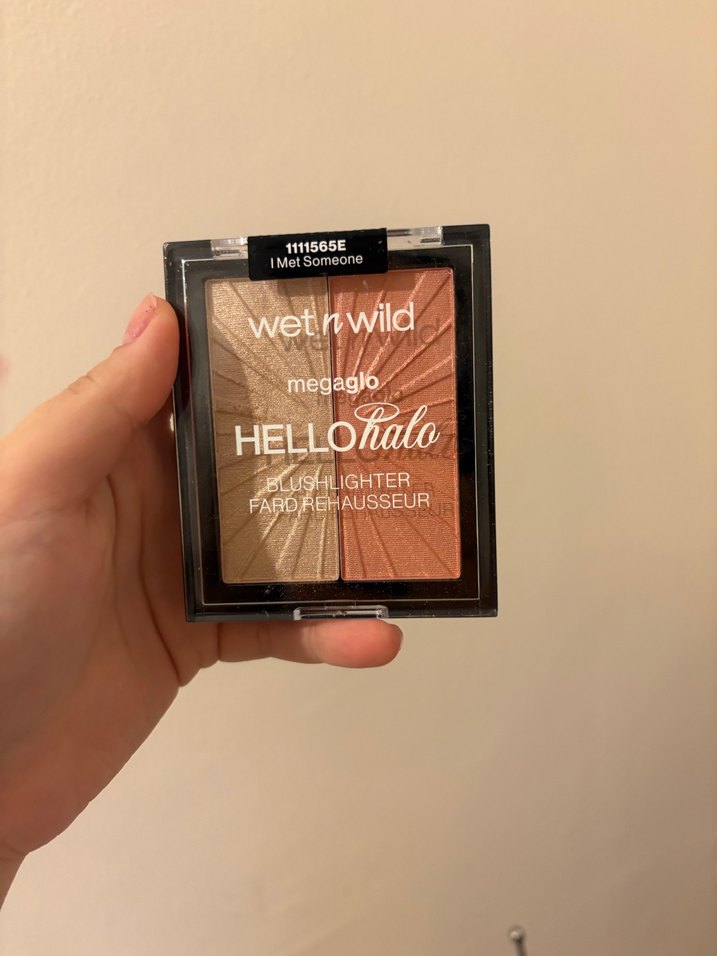 1111565E
I Met Someone
wet n wild
megaglo
HELLO halo
BLUSHLIGHTER
FARD REHAUSSEUR